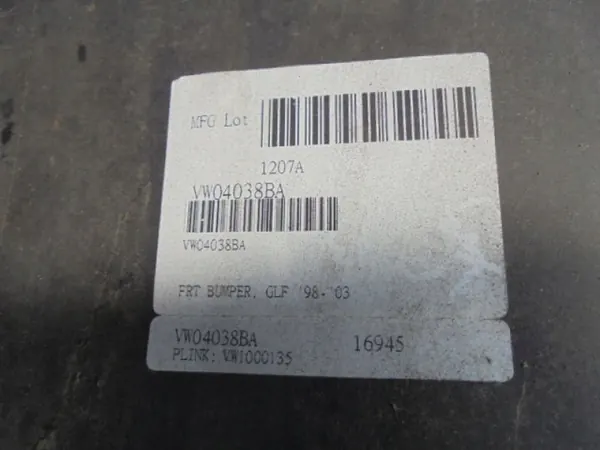 MFG Lot
1207A
VW04038BA
VW04038BA
FRT BUMPER, GLF '98-'03
VW04038BA 16945
PLINK: VW1000135